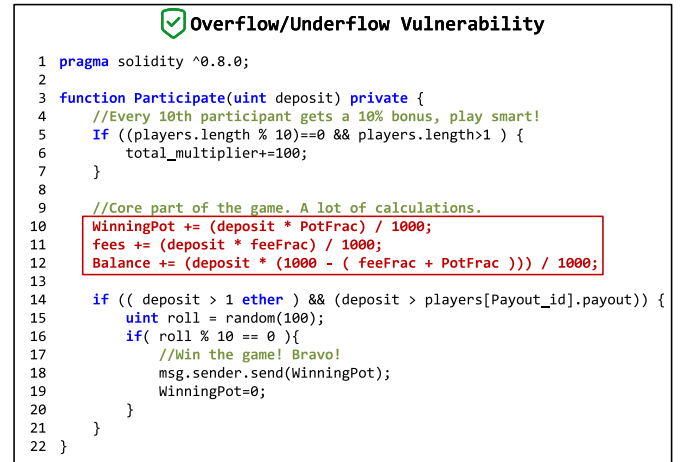 Overflow/Underflow Vulnerability
1 pragma solidity ^0.8.0;
2
3 function Participate(uint deposit) private {
4 //Every 10th participant gets a 10% bonus, play smart!
5 If ((players.length % 10)==0 && players.length>1 ) {
6 total_multiplier+=100;
7 }
8
9 //Core part of the game. A lot of calculations.
10 WinningPot += (deposit * PotFrac) / 1000;
11 fees += (deposit * feeFrac) / 1000;
12 Balance += (deposit * (1000 - ( feeFrac + PotFrac ))) / 1000;
13
14 if (( deposit > 1 ether ) && (deposit > players[Payout_id].payout)) {
15 uint roll = random(100);
16 if( roll % 10 == 0 ){
17 //Win the game! Bravo!
18 msg.sender.send(WinningPot);
19 WinningPot=0;
20 }
21 }
22 }